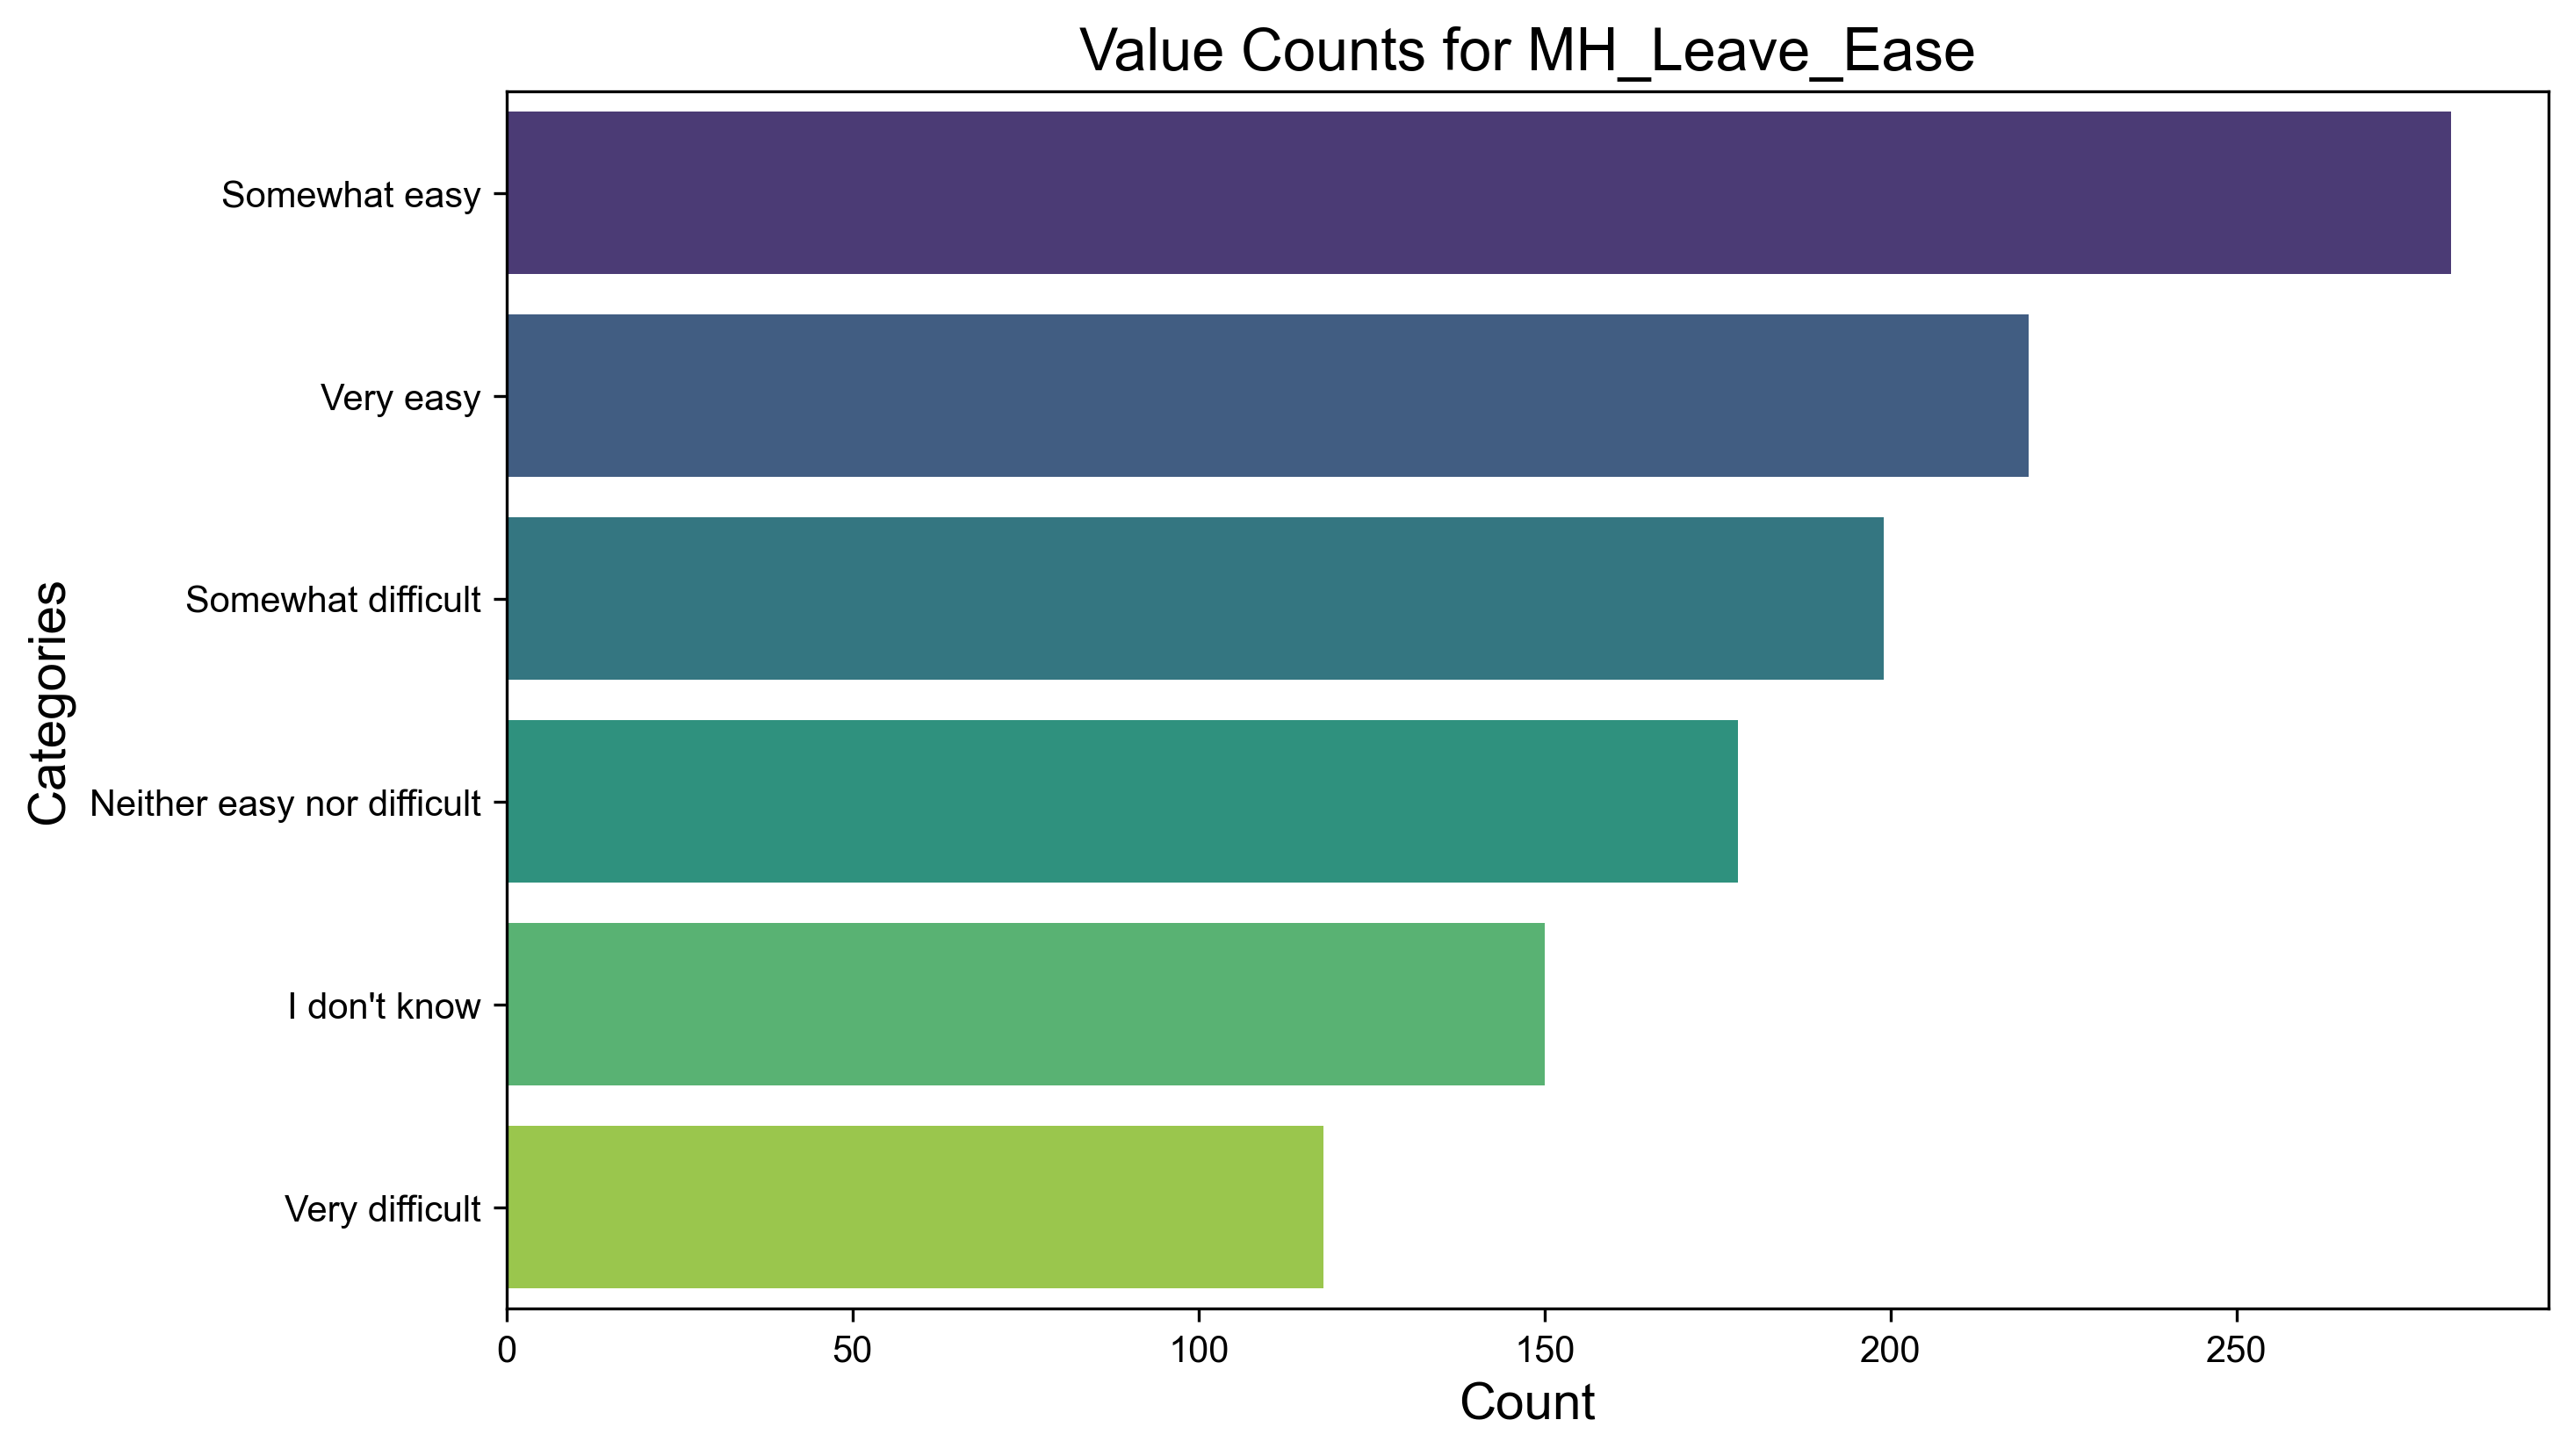 Value Counts for MH_Leave_Ease
Categories
Somewhat easy
Very easy
Somewhat difficult
Neither easy nor difficult
I don't know
Very difficult
0 50 100 150 200 250
Count